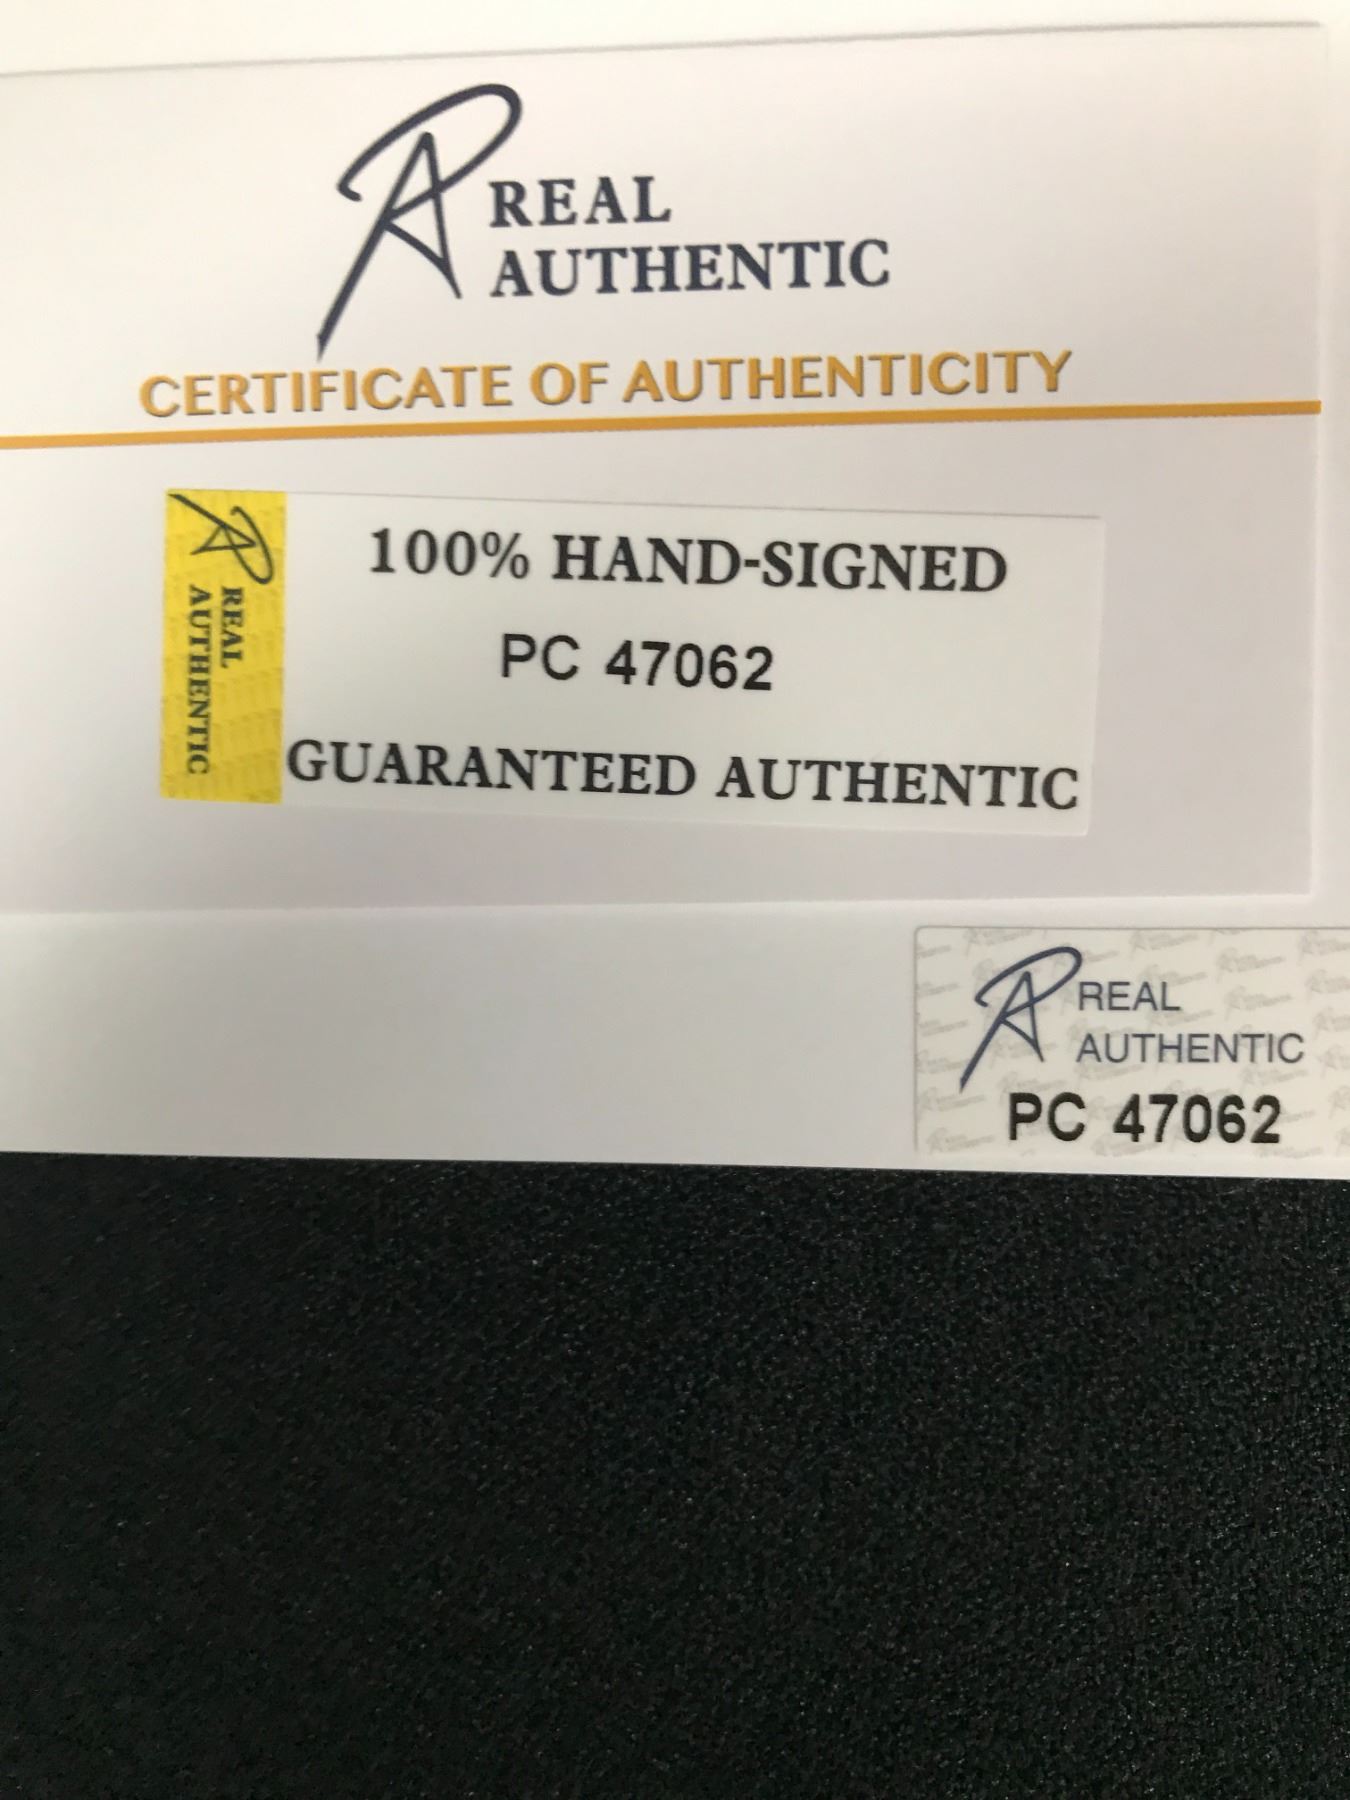 REAL
AUTHENTIC
CERTIFICATE OF AUTHENTICITY
REAL
AUTHENTIC
100% HAND-SIGNED
PC 47062
GUARANTEED AUTHENTIC
REAL
AUTHENTIC
PC 47062